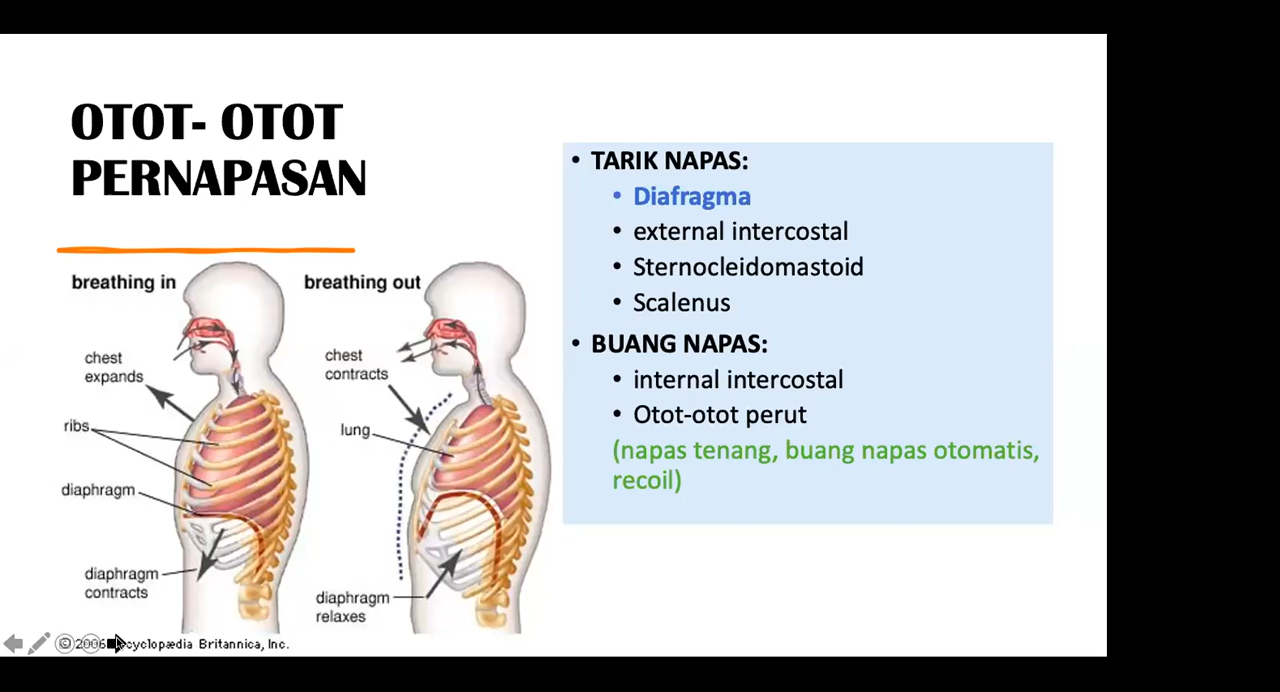 OTOT- OTOT
PERNAPASAN
breathing in
chest
expands
ribs
diaphragm
diaphragm
contracts
breathing out
chest
contracts
lung
diaphragm
relaxes
Encyclopædia Britannica, Inc.
• TARIK NAPAS:
• Diafragma
• external intercostal
• Sternocleidomastoid
• Scalenus
• BUANG NAPAS:
• internal intercostal
• Otot-otot perut
(napas tenang, buang napas otomatis,
recoil)